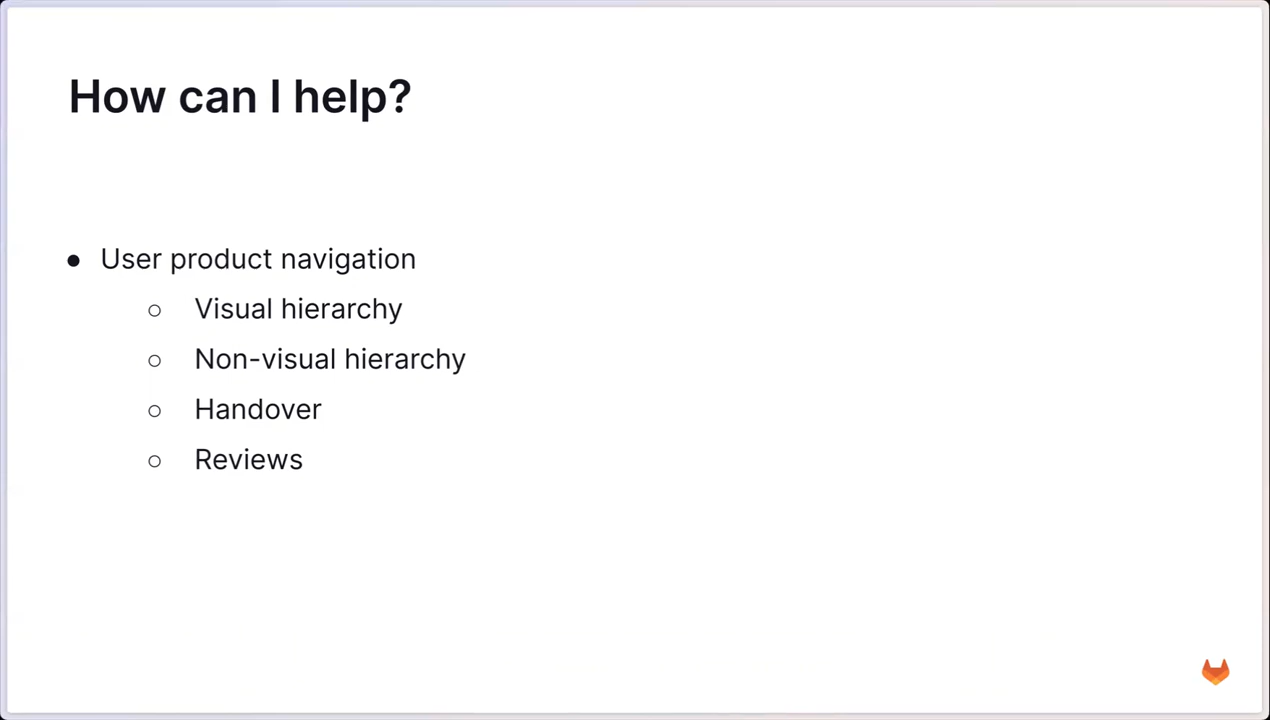 How can I help?
● User product navigation
○ Visual hierarchy
○ Non-visual hierarchy
○ Handover
○ Reviews